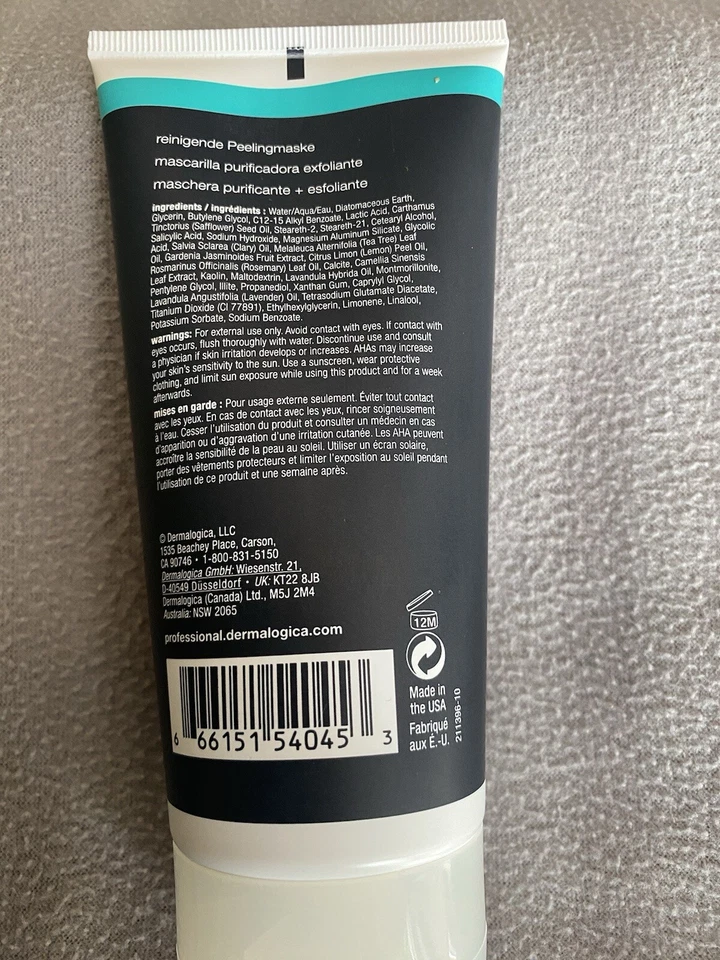 reinigende Peelingmaske
mascarilla purificadora exfoliante
maschera purificante + esfoliante
ingredients / ingrédients : Water/Aqua/Eau, Diatomaceous Earth,
Glycerin, Butylene Glycol, C12-15 Alkyl Benzoate, Lactic Acid, Carthamus
Tinctorius (Safflower) Seed Oil, Steareth-2, Steareth-21, Cetearyl Alcohol,
Salicylic Acid, Sodium Hydroxide, Magnesium Aluminum Silicate, Glycolic
Acid, Salvia Sclarea (Clary) Oil, Melaleuca Alternifolia (Tea Tree) Leaf
Oil, Gardenia Jasminoides Fruit Extract, Citrus Limon (Lemon) Peel Oil,
Rosmarinus Officinalis (Rosemary) Leaf Oil, Calcite, Camellia Sinensis
Leaf Extract, Kaolin, Maltodextrin, Lavandula Hybrida Oil, Montmorillonite,
Pentylene Glycol, Illite, Propanediol, Xanthan Gum, Caprylyl Glycol,
Lavandula Angustifolia (Lavender) Oil, Tetrasodium Glutamate Diacetate,
Titanium Dioxide (CI 77891), Ethylhexylglycerin, Limonene, Linalool,
Potassium Sorbate, Sodium Benzoate.
warnings: For external use only. Avoid contact with eyes. If contact with
eyes occurs, flush thoroughly with water. Discontinue use and consult
a physician if skin irritation develops or increases. AHAs may increase
your skin's sensitivity to the sun. Use a sunscreen, wear protective
clothing, and limit sun exposure while using this product and for a week
afterwards.
mises en garde : Pour usage externe seulement. Éviter tout contact
avec les yeux. En cas de contact avec les yeux, rincer soigneusement
à l'eau. Cesser l'utilisation du produit et consulter un médecin en cas
d'apparition ou d'aggravation d'une irritation cutanée. Les AHA peuvent
accroître la sensibilité de la peau au soleil. Utiliser un écran solaire,
porter des vêtements protecteurs et limiter l'exposition au soleil pendant
l'utilisation de ce produit et une semaine après.
© Dermalogica, LLC
1535 Beachey Place, Carson,
CA 90746 • 1-800-831-5150
Dermalogica GmbH: Wiesenstr. 21,
D-40549 Düsseldorf • UK: KT22 8JB
Dermalogica (Canada) Ltd., M5J 2M4
Australia: NSW 2065
professional.dermalogica.com
12M
Made in
the USA
Fabriqué
aux É.-U.
211396-10
6 66151 54045 3